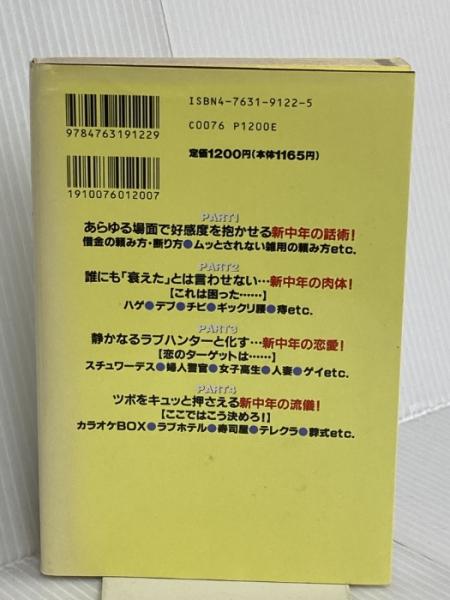 ISBN4-7631-9122-5
C0076 P1200E
9784763191229
定価1200円(本体1165円)
1910076012007
PART1
あらゆる場面で好感度を抱かせる新中年の話術!
借金の頼み方・断り方●ムッとされない雑用の頼み方etc.
PART2
誰にも「衰えた」とは言わせない…新中年の肉体!
[これは困った……]
ハゲ●デブ●チビ●ギックリ腰●痔etc.
PART3
静かなるラブハンターと化す…新中年の恋愛!
[恋のターゲットは……]
スチュワーデス●婦人警官●女子高生●人妻●ゲイetc.
PART4
ツボをキュッと押さえる新中年の流儀!
[ここではこう決めろ!]
カラオケBOX●ラブホテル●寿司屋●テレクラ●葬式etc.